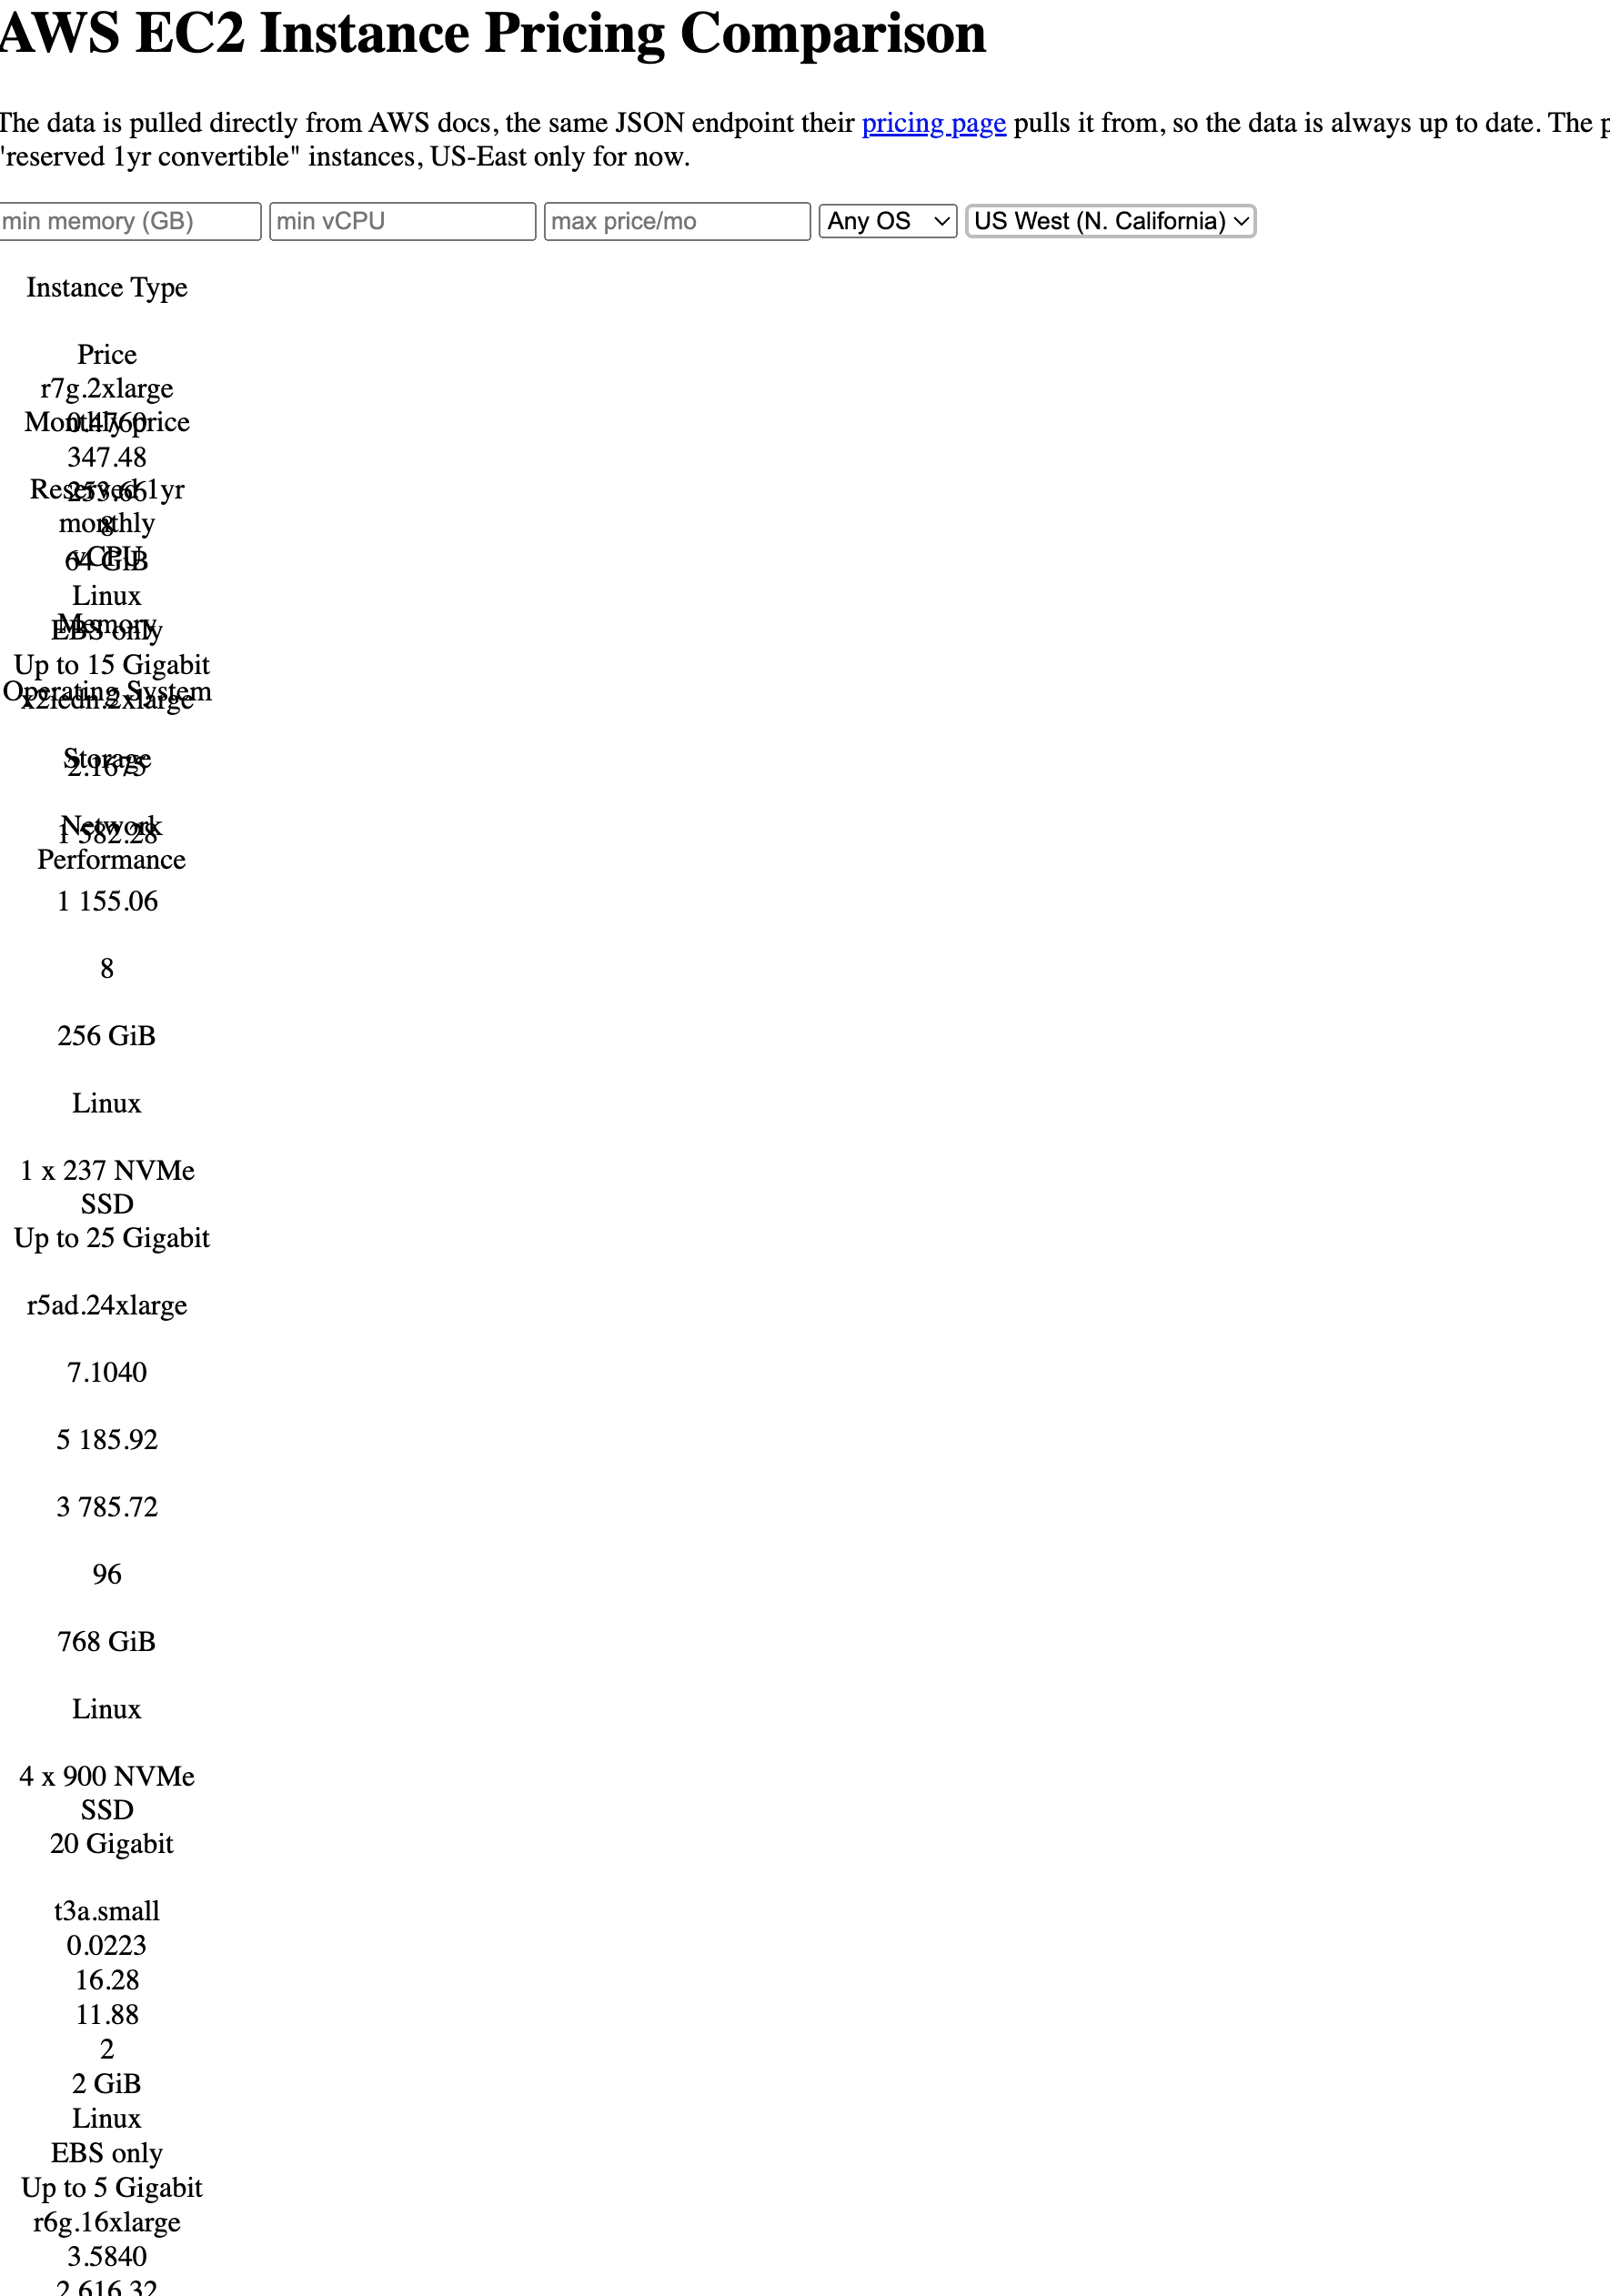 AWS EC2 Instance Pricing Comparison
The data is pulled directly from AWS docs, the same JSON endpoint their pricing page pulls it from, so the data is always up to date. The p
"reserved 1yr convertible" instances, US-East only for now.
min memory (GB) min vCPU max price/mo Any OS US West (N. California)
Instance Type
Price
r7g.2xlarge
Monthly price
0.4760
347.48
Reserved 1yr
253.66
monthly
8
vCPU
64 GiB
Linux
Memory
EBS only
Up to 15 Gigabit
Operating System
x2iedn.2xlarge
Storage
2.1675
Network
1 582.28
Performance
1 155.06
8
256 GiB
Linux
1 x 237 NVMe
SSD
Up to 25 Gigabit
r5ad.24xlarge
7.1040
5 185.92
3 785.72
96
768 GiB
Linux
4 x 900 NVMe
SSD
20 Gigabit
t3a.small
0.0223
16.28
11.88
2
2 GiB
Linux
EBS only
Up to 5 Gigabit
r6g.16xlarge
3.5840
2 616.32